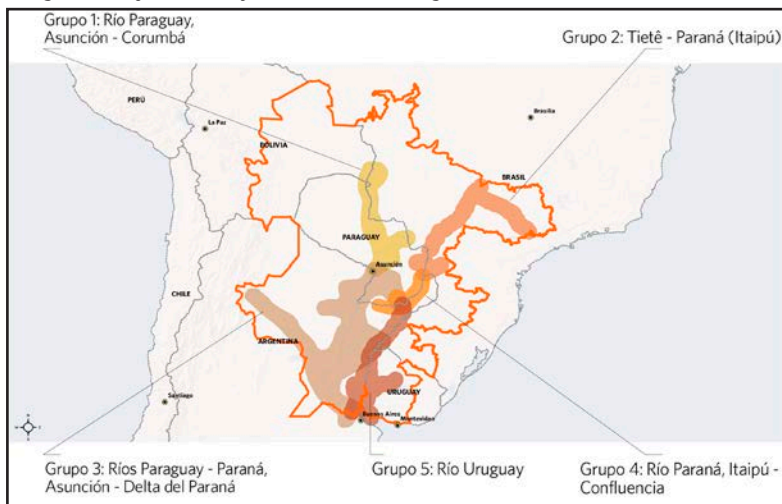 Grupo 1: Río Paraguay,
Asunción - Corumbá
Grupo 2: Tietê - Paraná (Itaipú)
PERÚ
La Paz
Brasilia
BOLIVIA
BRASIL
PARAGUAY
Asunción
CHILE
ARGENTINA
URUGUAY
Santiago
Buenos Aires
Montevideo
Grupo 3: Ríos Paraguay - Paraná,
Asunción - Delta del Paraná
Grupo 5: Río Uruguay
Grupo 4: Río Paraná, Itaipú -
Confluencia